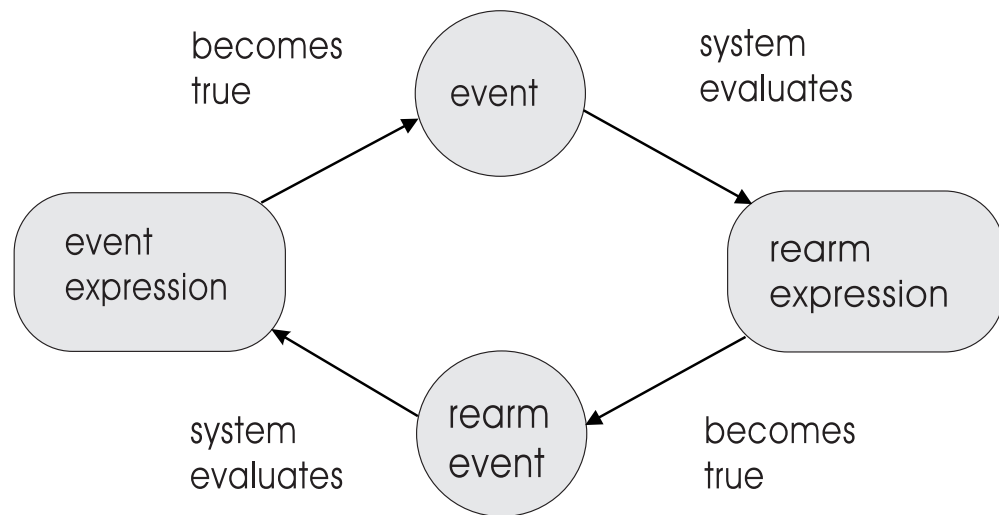 becomes
true
event
system
evaluates
event
expression
rearm
expression
system
evaluates
rearm
event
becomes
true